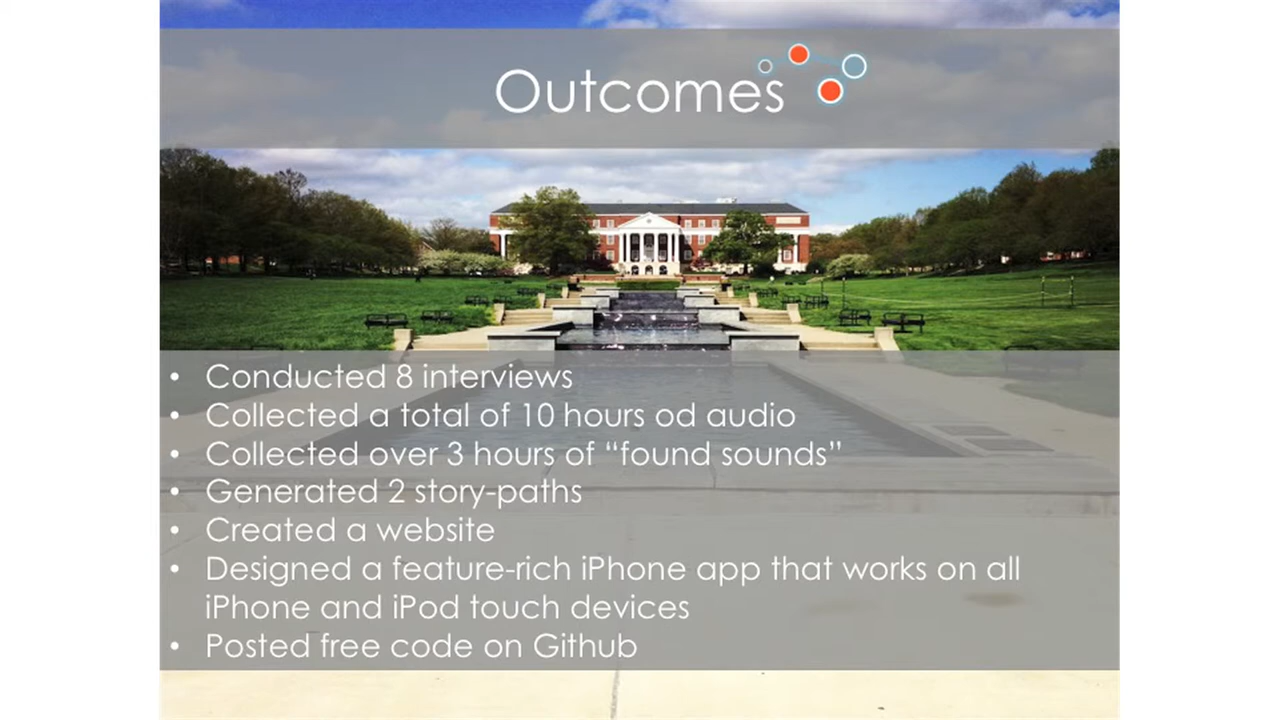 Outcomes
• Conducted 8 interviews
• Collected a total of 10 hours od audio
• Collected over 3 hours of “found sounds”
• Generated 2 story-paths
• Created a website
• Designed a feature-rich iPhone app that works on all
iPhone and iPod touch devices
• Posted free code on Github